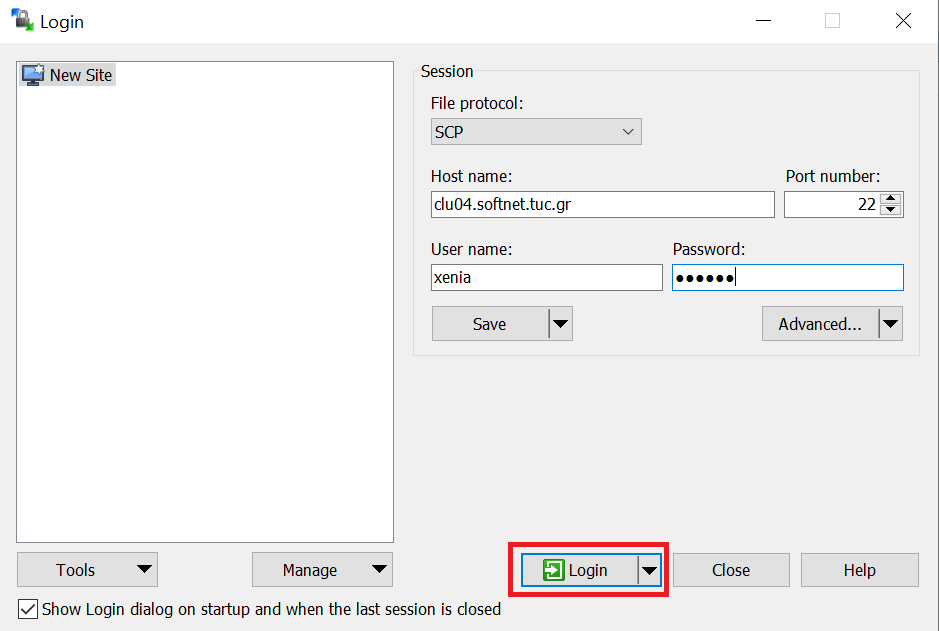 Login
New Site
Session
File protocol:
SCP
Host name:
Port number:
clu04.softnet.tuc.gr
22
User name:
Password:
xenia
●●●●●●
Save
Advanced...
Tools
Manage
Login
Close
Help
Show Login dialog on startup and when the last session is closed